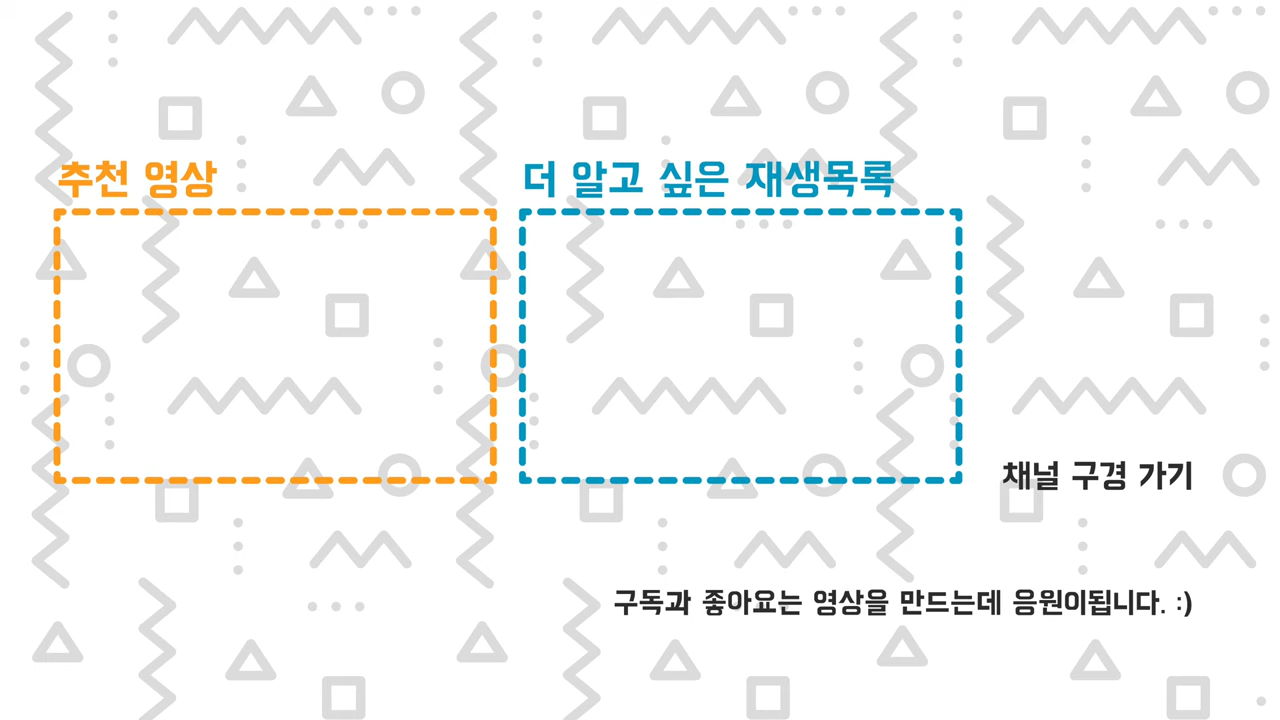 추천 영상
더 알고 싶은 재생목록
채널 구경 가기
구독과 좋아요는 영상을 만드는데 응원이됩니다. :)